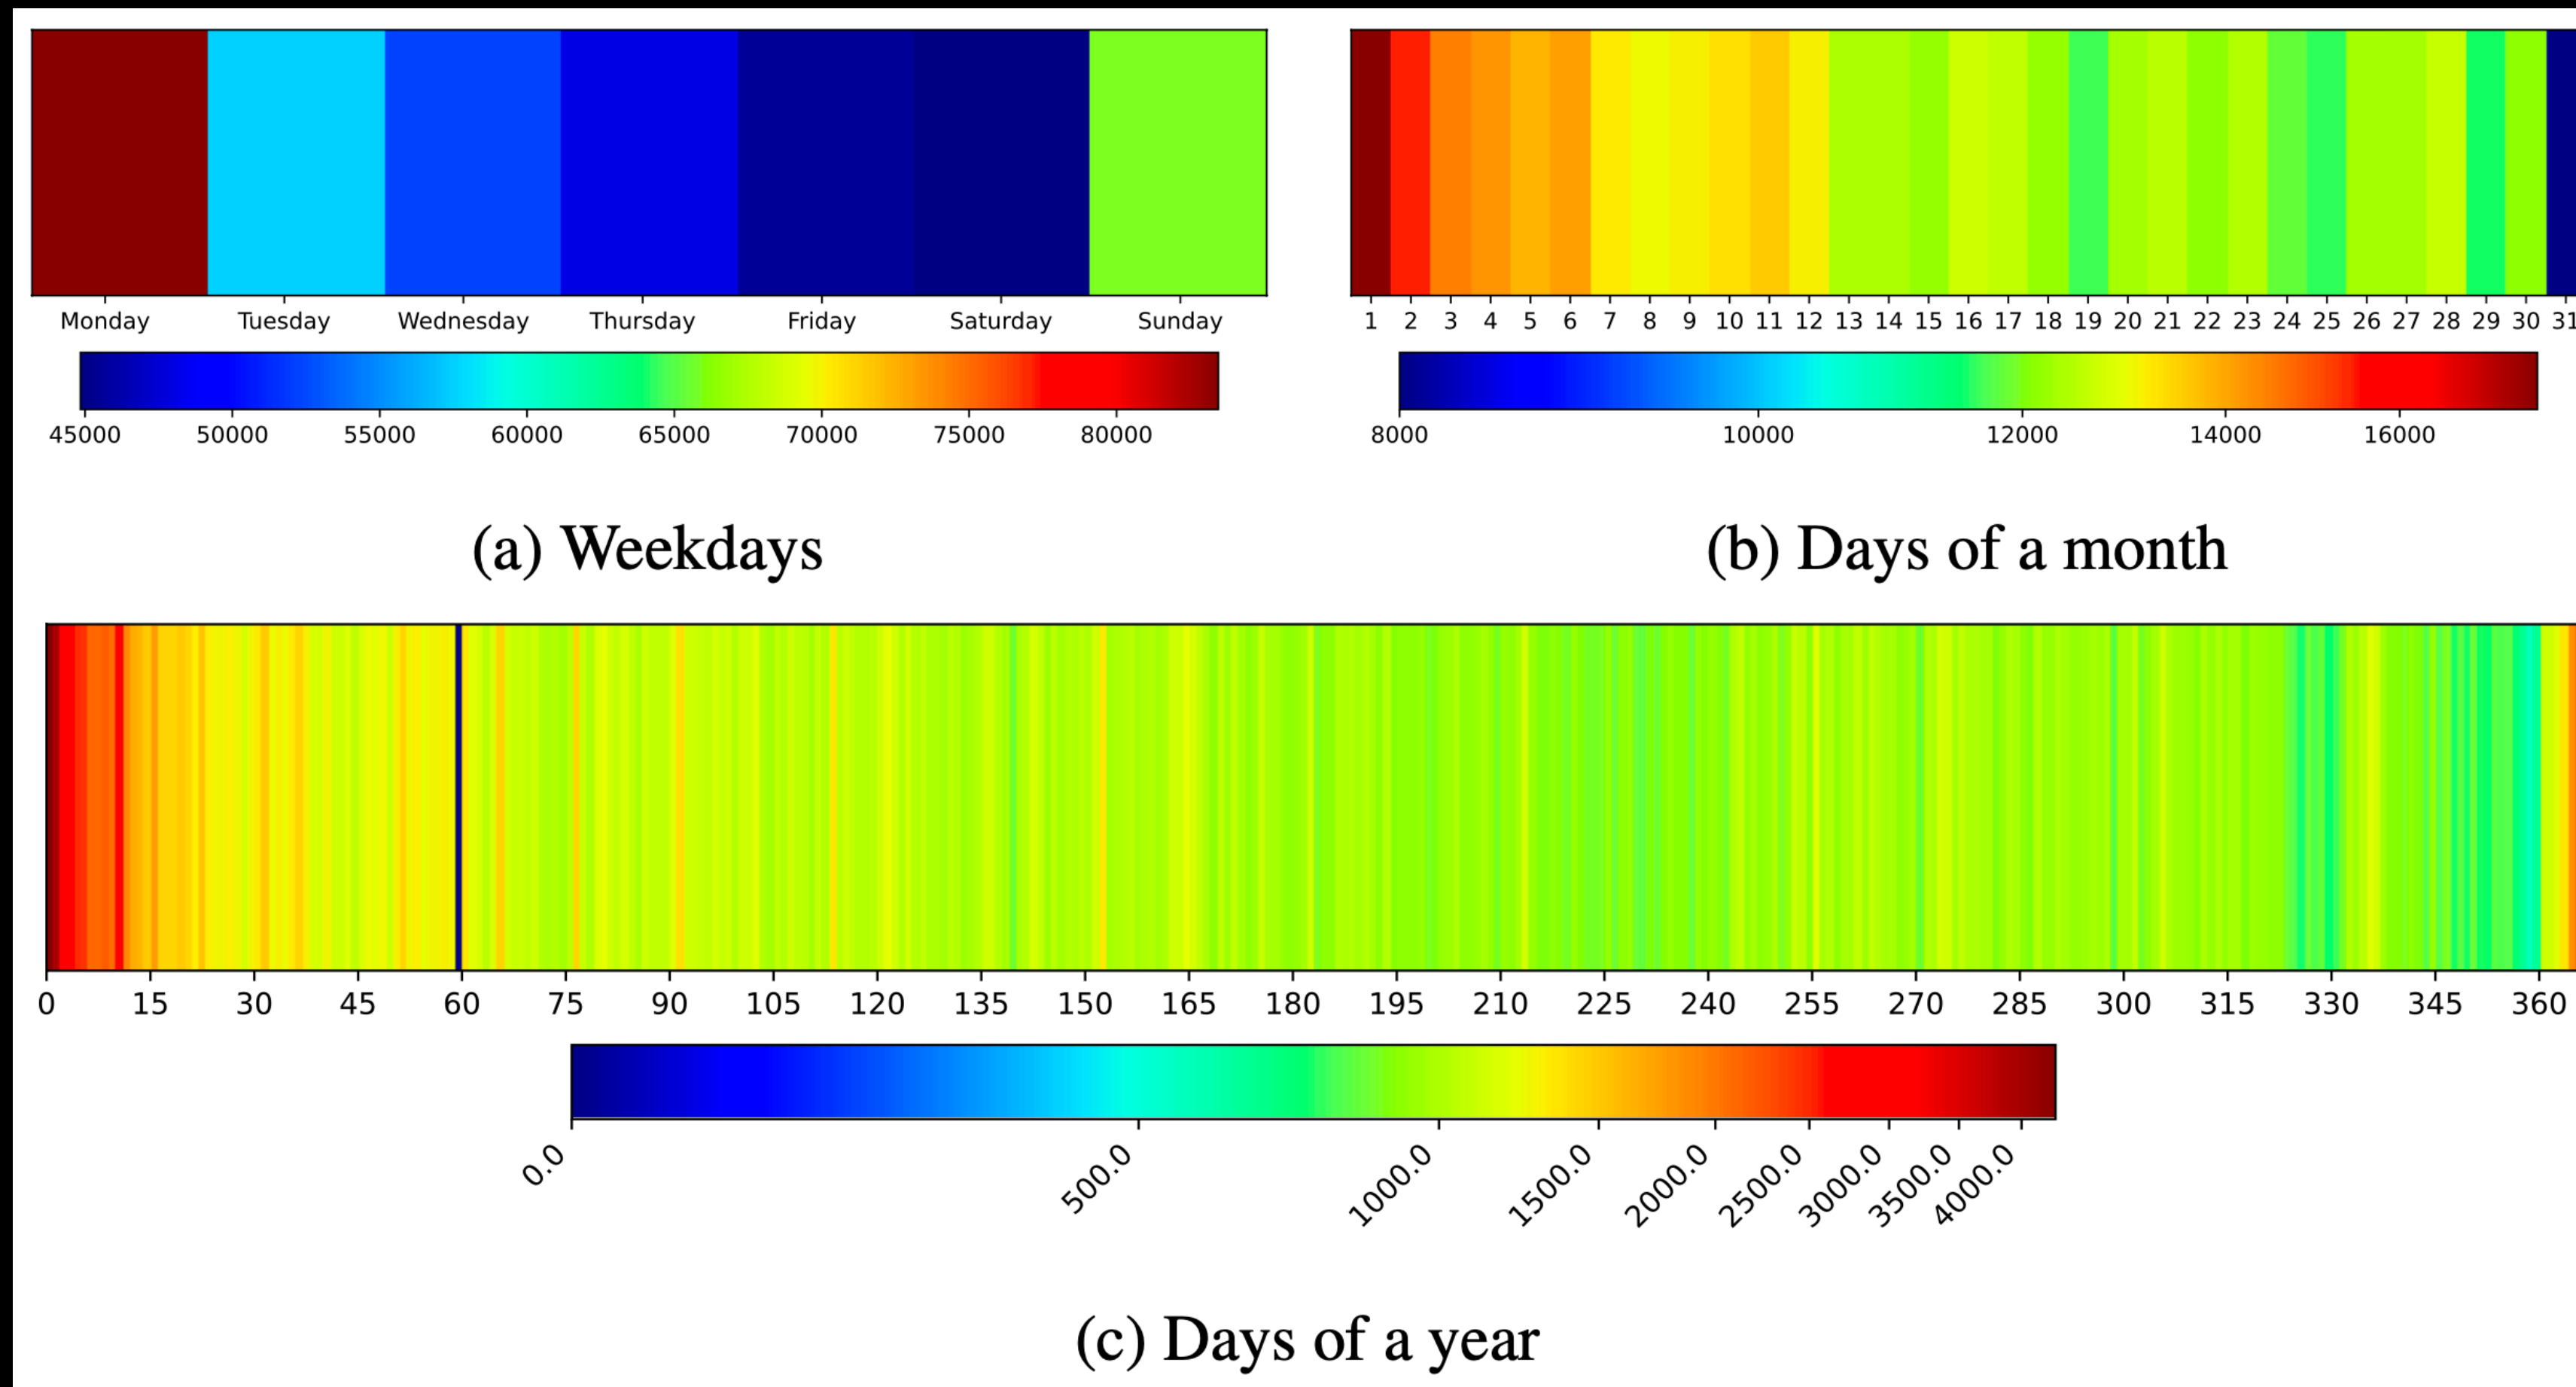 Monday Tuesday Wednesday Thursday Friday Saturday Sunday
45000 50000 55000 60000 65000 70000 75000 80000
(a) Weekdays
1 2 3 4 5 6 7 8 9 10 11 12 13 14 15 16 17 18 19 20 21 22 23 24 25 26 27 28 29 30 31
8000 10000 12000 14000 16000
(b) Days of a month
0 15 30 45 60 75 90 105 120 135 150 165 180 195 210 225 240 255 270 285 300 315 330 345 360
0.0 500.0 1000.0 1500.0 2000.0 2500.0 3000.0 3500.0 4000.0
(c) Days of a year